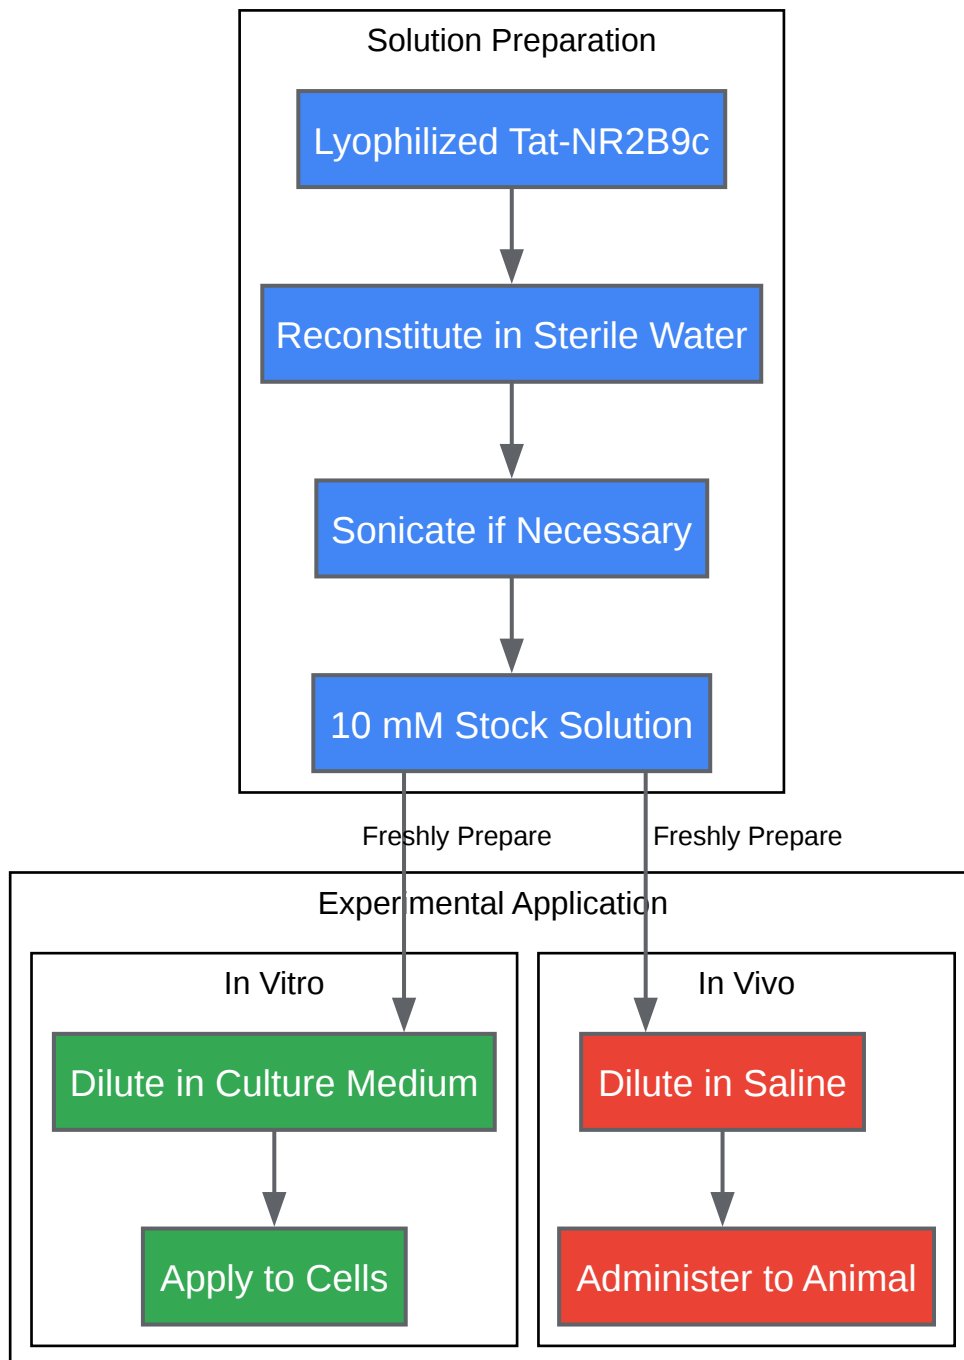 Solution Preparation
Lyophilized Tat-NR2B9c
Reconstitute in Sterile Water
Sonicate if Necessary
10 mM Stock Solution
Freshly Prepare
Freshly Prepare
Experimental Application
In Vitro
Dilute in Culture Medium
Apply to Cells
In Vivo
Dilute in Saline
Administer to Animal